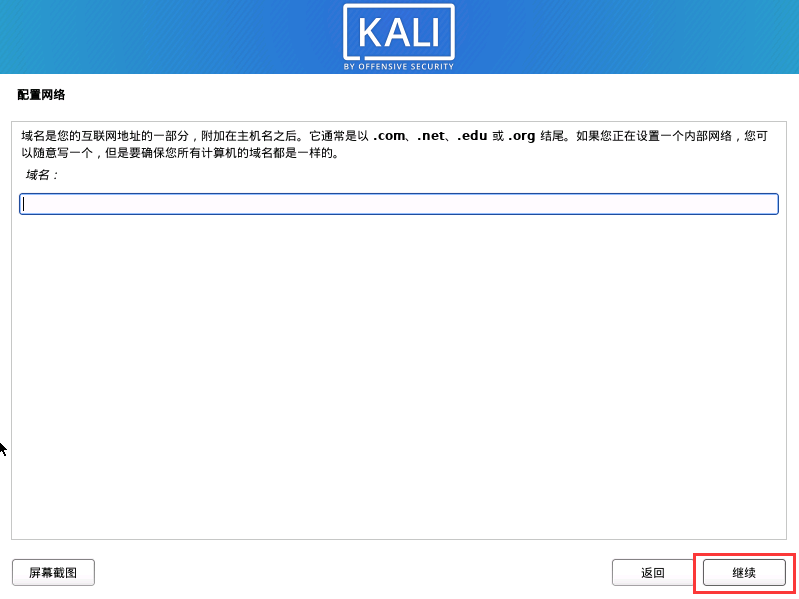 KALI
BY OFFENSIVE SECURITY
配置网络
域名是您的互联网地址的一部分，附加在主机名之后。它通常是以 .com、.net、.edu 或 .org 结尾。如果您正在设置一个内部网络，您可
以随意写一个，但是要确保您所有计算机的域名都是一样的。
域名：
屏幕截图
返回
继续